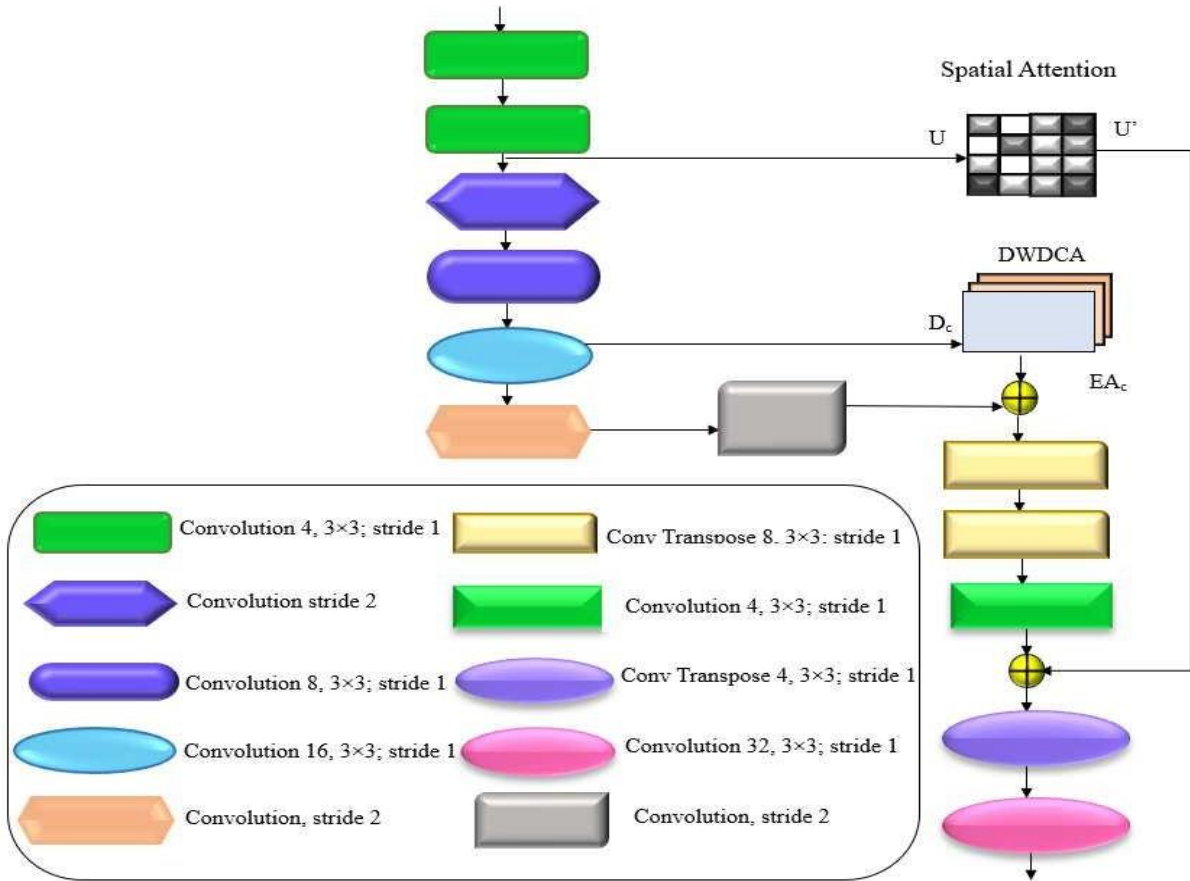 Spatial Attention
U
U’
DWDCA
D_c
EA_c
Convolution 4, 3×3; stride 1
Conv Transpose 8, 3×3; stride 1
Convolution stride 2
Convolution 4, 3×3; stride 1
Convolution 8, 3×3; stride 1
Conv Transpose 4, 3×3; stride 1
Convolution 16, 3×3; stride 1
Convolution 32, 3×3; stride 1
Convolution, stride 2
Convolution, stride 2